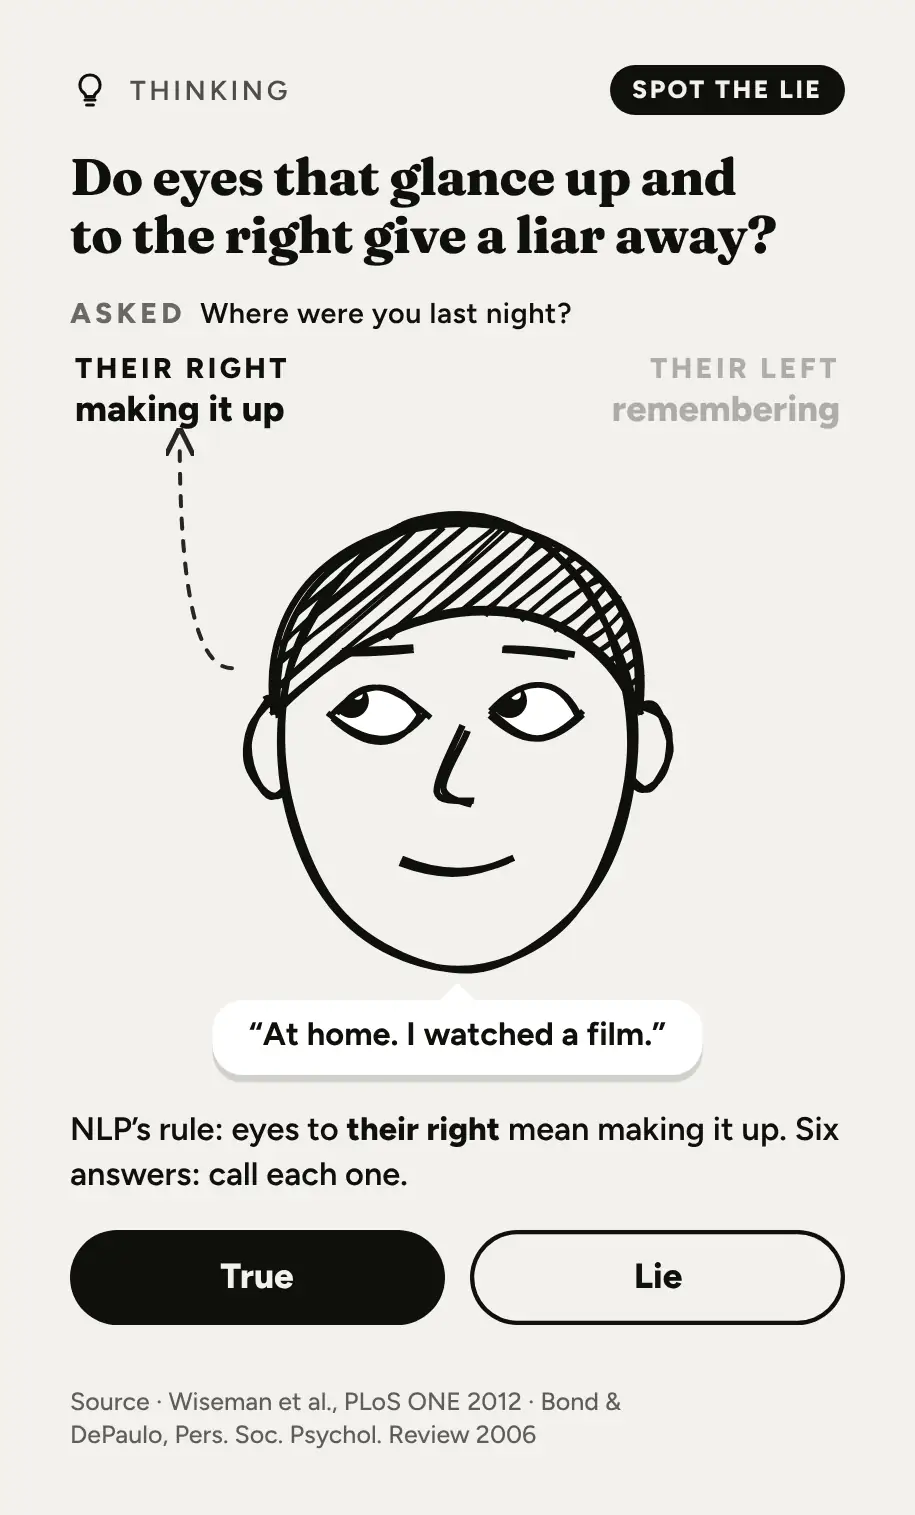 THINKING
SPOT THE LIE
Do eyes that glance up and
to the right give a liar away?
ASKED Where were you last night?
THEIR RIGHT
making it up
THEIR LEFT
remembering
“At home. I watched a film.”
NLP’s rule: eyes to their right mean making it up. Six
answers: call each one.
True
Lie
Source · Wiseman et al., PLoS ONE 2012 · Bond &
DePaulo, Pers. Soc. Psychol. Review 2006